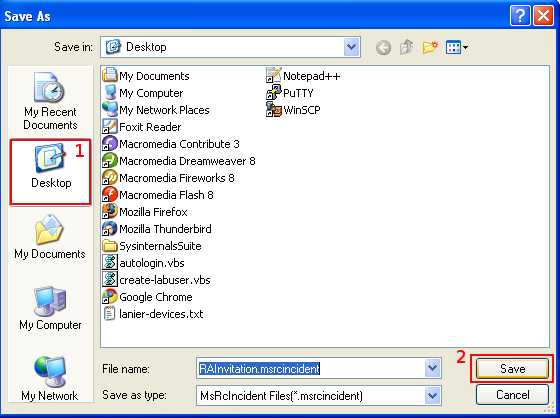 Save As
Save in:
Desktop
My Recent
Documents
1
Desktop
My Documents
My Computer
My Network
My Documents
My Computer
My Network Places
Foxit Reader
Macromedia Contribute 3
Macromedia Dreamweaver 8
Macromedia Fireworks 8
Macromedia Flash 8
Mozilla Firefox
Mozilla Thunderbird
SysinternalsSuite
autologin.vbs
create-labuser.vbs
Google Chrome
lanier-devices.txt
Notepad++
PuTTY
WinSCP
File name:
RAInvitation.msrcincident
2
Save
Save as type:
MsRcIncident Files(*.msrcincident)
Cancel